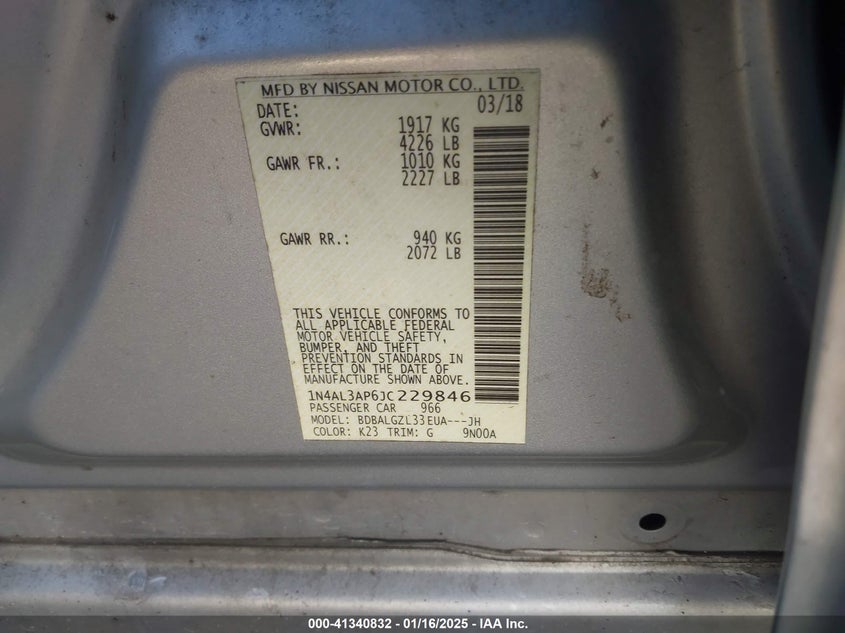 MFD BY NISSAN MOTOR CO., LTD.
DATE: 03/18
GVWR: 1917 KG
4226 LB
GAWR FR.: 1010 KG
2227 LB
GAWR RR.: 940 KG
2072 LB
THIS VEHICLE CONFORMS TO
ALL APPLICABLE FEDERAL
MOTOR VEHICLE SAFETY,
BUMPER, AND THEFT
PREVENTION STANDARDS IN
EFFECT ON THE DATE OF
MANUFACTURE SHOWN ABOVE.
1N4AL3AP6JC229846
PASSENGER CAR 966
MODEL: BDBALGZL33EUA---JH
COLOR: K23 TRIM: G 9N00A
000-41340832 - 01/16/2025 - IAA Inc.